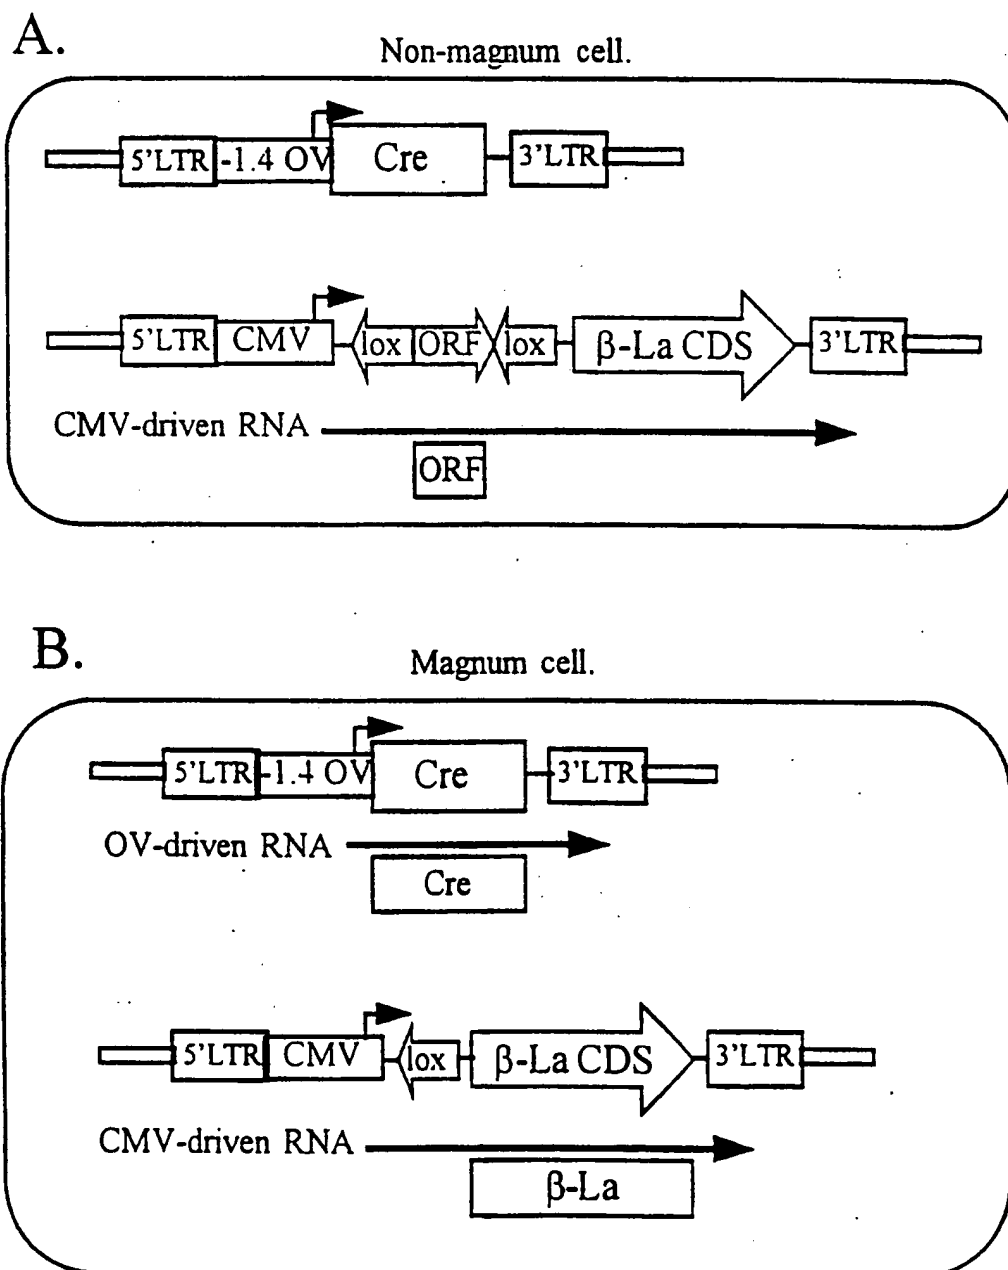 A.
Non-magnum cell.
5'LTR -1.4 OV Cre 3'LTR
5'LTR CMV lox ORF lox β-La CDS 3'LTR
CMV-driven RNA
ORF
B.
Magnum cell.
5'LTR -1.4 OV Cre 3'LTR
OV-driven RNA
Cre
5'LTR CMV lox β-La CDS 3'LTR
CMV-driven RNA
β-La